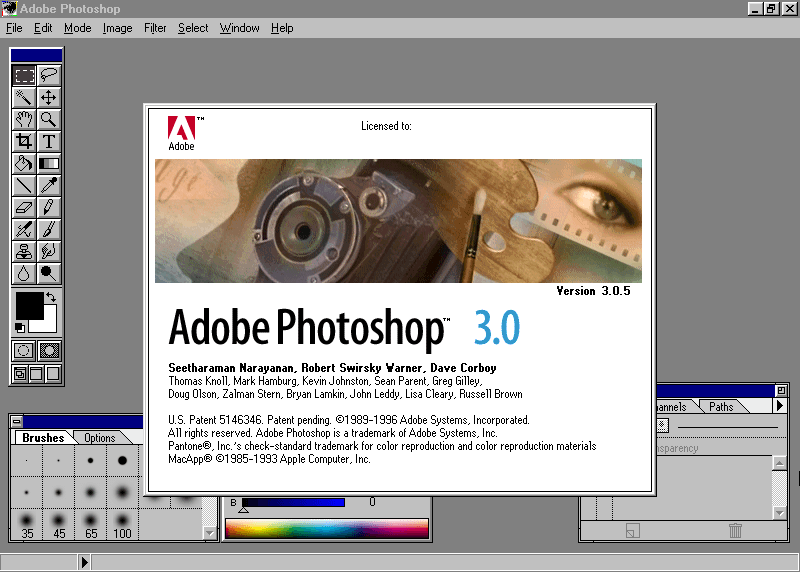 Adobe Photoshop
File Edit Mode Image Filter Select Window Help
Adobe™
Licensed to:
Version 3.0.5
Adobe Photoshop™ 3.0
Seetharaman Narayanan, Robert Swirsky Warner, Dave Corboy
Thomas Knoll, Mark Hamburg, Kevin Johnston, Sean Parent, Greg Gilley,
Doug Olson, Zalman Stern, Bryan Lamkin, John Leddy, Lisa Cleary, Russell Brown
U.S. Patent 5146346. Patent pending. ©1989-1996 Adobe Systems, Incorporated.
All rights reserved. Adobe Photoshop is a trademark of Adobe Systems, Inc.
Pantone®, Inc.'s check-standard trademark for color reproduction and color reproduction materials
MacApp® ©1985-1993 Apple Computer, Inc.
Brushes Options
35 45 65 100
B 0
annels Paths
nsparency